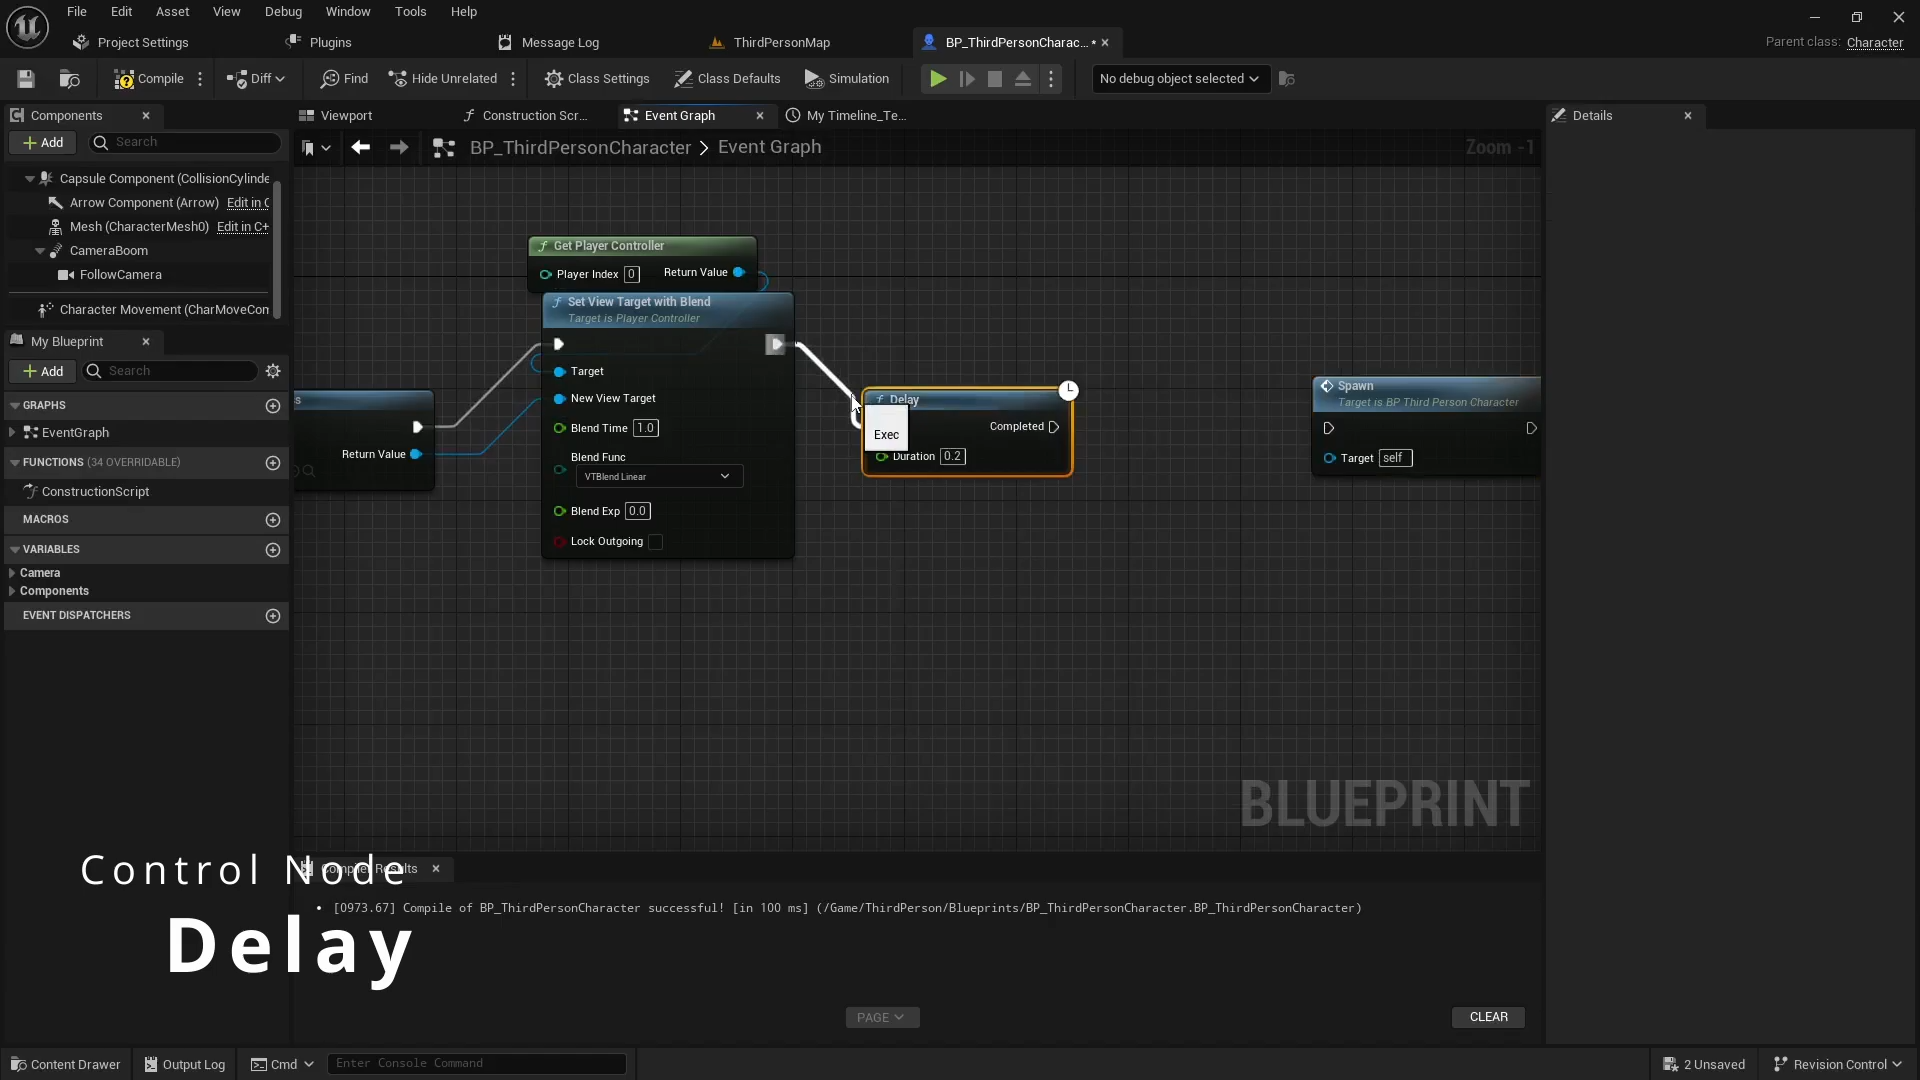 File Edit Asset View Debug Window Tools Help
Project Settings Plugins Message Log ThirdPersonMap BP_ThirdPersonCharac... * Parent class: Character
Compile Diff Find Hide Unrelated Class Settings Class Defaults Simulation No debug object selected
Components
Viewport Construction Scr... Event Graph My Timeline_Te... Details
Add Search
BP_ThirdPersonCharacter > Event Graph
Zoom -1
Capsule Component (CollisionCylinde
Arrow Component (Arrow) Edit in C
Mesh (CharacterMesh0) Edit in C+
CameraBoom
FollowCamera
Character Movement (CharMoveCom
My Blueprint
Add Search
GRAPHS
EventGraph
FUNCTIONS (34 OVERRIDABLE)
ConstructionScript
MACROS
VARIABLES
Camera
Components
EVENT DISPATCHERS
s
Return Value
Get Player Controller
Player Index 0 Return Value
Set View Target with Blend
Target is Player Controller
Target
New View Target
Blend Time 1.0
Blend Func
VTBlend Linear
Blend Exp 0.0
Lock Outgoing
Delay
Exec
Completed
Duration 0.2
Spawn
Target is BP Third Person Character
Target self
BLUEPRINT
Compiler Results
Control Node
Delay
• [0973.67] Compile of BP_ThirdPersonCharacter successful! [in 100 ms] (/Game/ThirdPerson/Blueprints/BP_ThirdPersonCharacter.BP_ThirdPersonCharacter)
PAGE CLEAR
Content Drawer Output Log Cmd Enter Console Command 2 Unsaved Revision Control